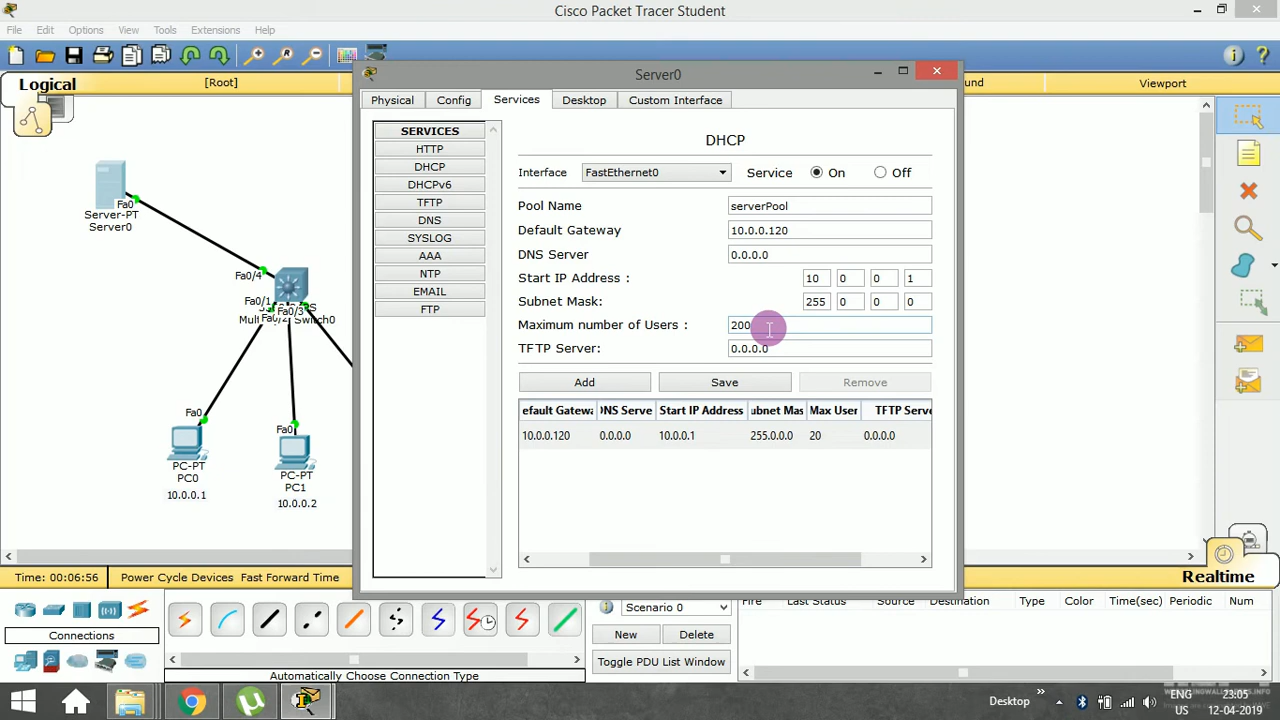 Cisco Packet Tracer Student
File Edit Options View Tools Extensions Help
Logical
[Root]
Viewport
Server0
Physical Config Services Desktop Custom Interface
SERVICES
HTTP
DHCP
DHCPv6
TFTP
DNS
SYSLOG
AAA
NTP
EMAIL
FTP
DHCP
Interface FastEthernet0 Service On Off
Pool Name serverPool
Default Gateway 10.0.0.120
DNS Server 0.0.0.0
Start IP Address : 10 0 0 1
Subnet Mask: 255 0 0 0
Maximum number of Users : 200
TFTP Server: 0.0.0.0
Add Save Remove
efault Gatewa DNS Serve Start IP Address ubnet Mas Max User TFTP Serve
10.0.0.120 0.0.0.0 10.0.0.1 255.0.0.0 20 0.0.0.0
Fa0
Server-PT
Server0
Fa0/4
Fa0/1
Fa0/3
Switch0
Fa0
PC-PT
PC0
10.0.0.1
Fa0
PC-PT
PC1
10.0.0.2
Time: 00:06:56 Power Cycle Devices Fast Forward Time
Realtime
Connections
Automatically Choose Connection Type
Scenario 0
New Delete
Toggle PDU List Window
Fire Last Status Source Destination Type Color Time(sec) Periodic Num
Desktop
ENG
US
23:05
12-04-2019